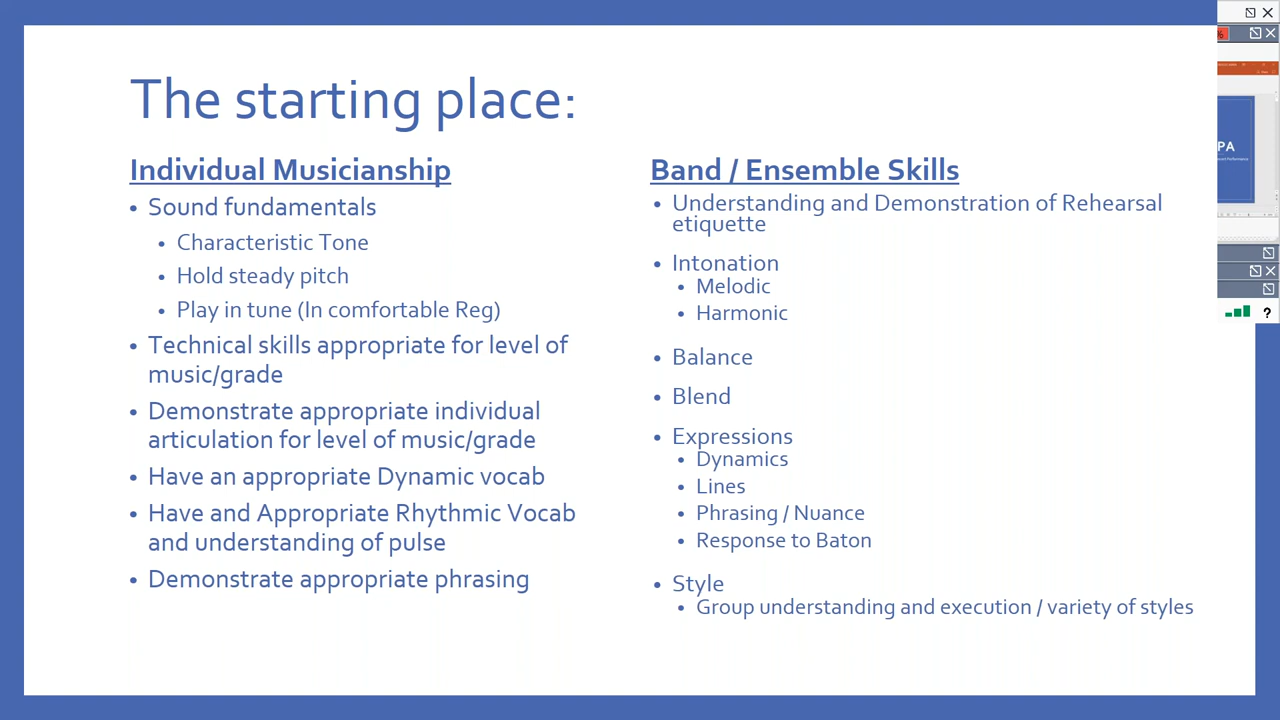 The starting place:
Individual Musicianship
• Sound fundamentals
• Characteristic Tone
• Hold steady pitch
• Play in tune (In comfortable Reg)
• Technical skills appropriate for level of
music/grade
• Demonstrate appropriate individual
articulation for level of music/grade
• Have an appropriate Dynamic vocab
• Have and Appropriate Rhythmic Vocab
and understanding of pulse
• Demonstrate appropriate phrasing
Band / Ensemble Skills
• Understanding and Demonstration of Rehearsal
etiquette
• Intonation
• Melodic
• Harmonic
• Balance
• Blend
• Expressions
• Dynamics
• Lines
• Phrasing / Nuance
• Response to Baton
• Style
• Group understanding and execution / variety of styles
%
PA
?